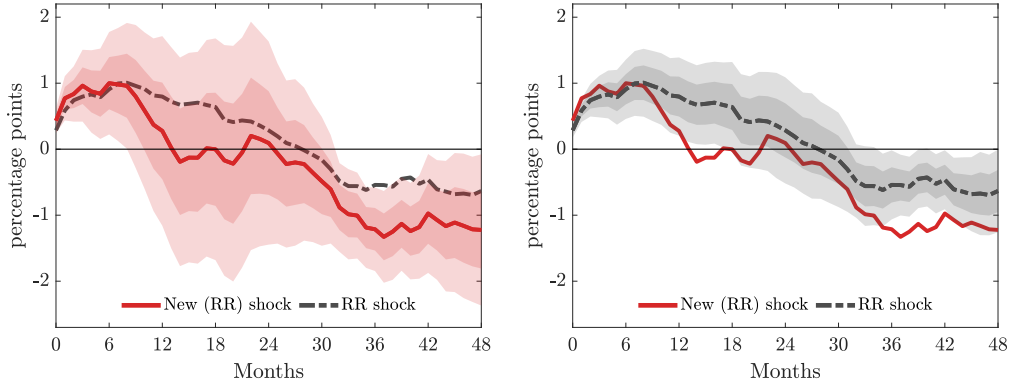 2
1
0
-1
-2
percentage points
New (RR) shock
RR shock
0 6 12 18 24 30 36 42 48
Months
2
1
0
-1
-2
percentage points
New (RR) shock
RR shock
0 6 12 18 24 30 36 42 48
Months